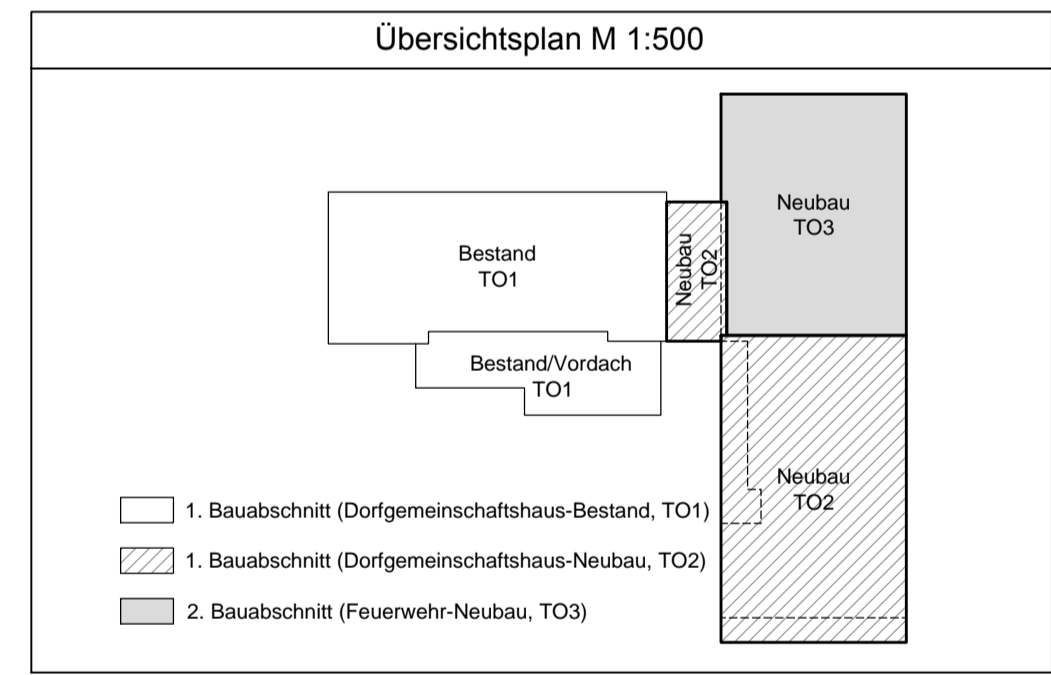 Übersichtsplan M 1:500
Neubau
TO3
Bestand
TO1
Neubau
TO2
Bestand/Vordach
TO1
Neubau
TO2
1. Bauabschnitt (Dorfgemeinschaftshaus-Bestand, TO1)
1. Bauabschnitt (Dorfgemeinschaftshaus-Neubau, TO2)
2. Bauabschnitt (Feuerwehr-Neubau, TO3)